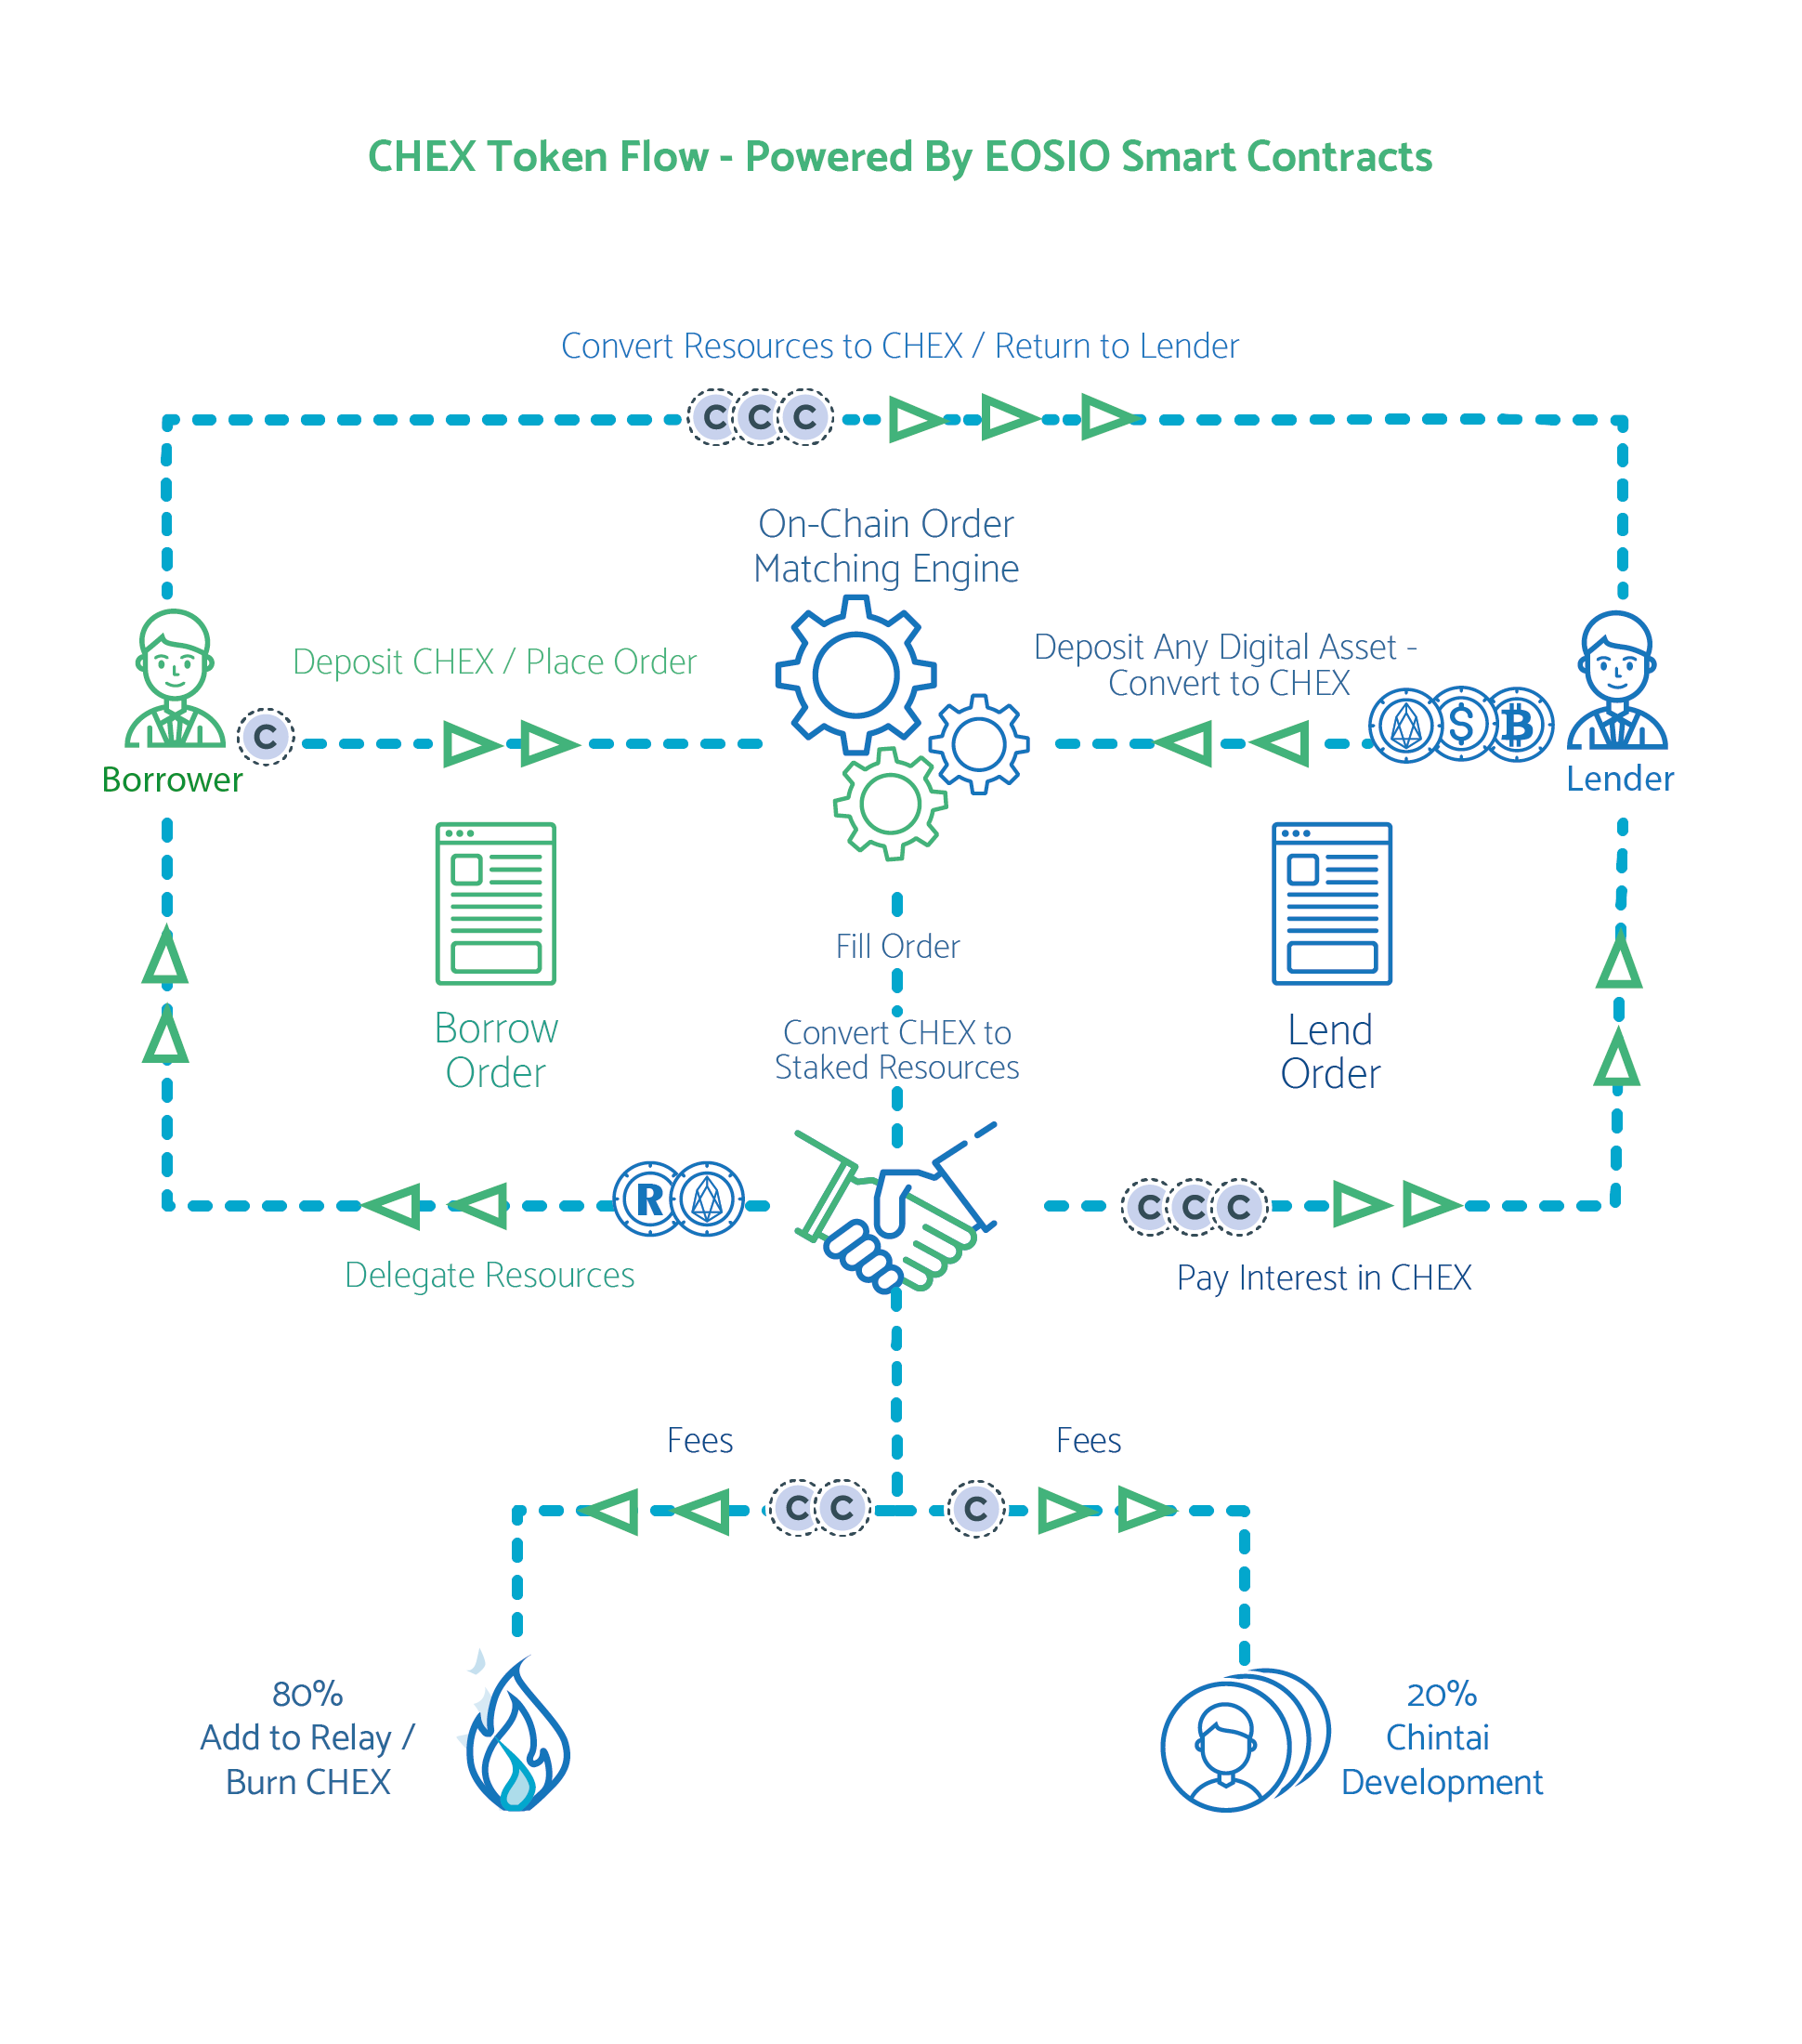 CHEX Token Flow - Powered By EOSIO Smart Contracts
Convert Resources to CHEX / Return to Lender
C C C
On-Chain Order
Matching Engine
Deposit CHEX / Place Order
Deposit Any Digital Asset -
Convert to CHEX
C
$ B
Borrower
Lender
Fill Order
Borrow
Order
Convert CHEX to
Staked Resources
Lend
Order
R
C C C
Delegate Resources
Pay Interest in CHEX
Fees
Fees
C C
C
80%
Add to Relay /
Burn CHEX
20%
Chintai
Development